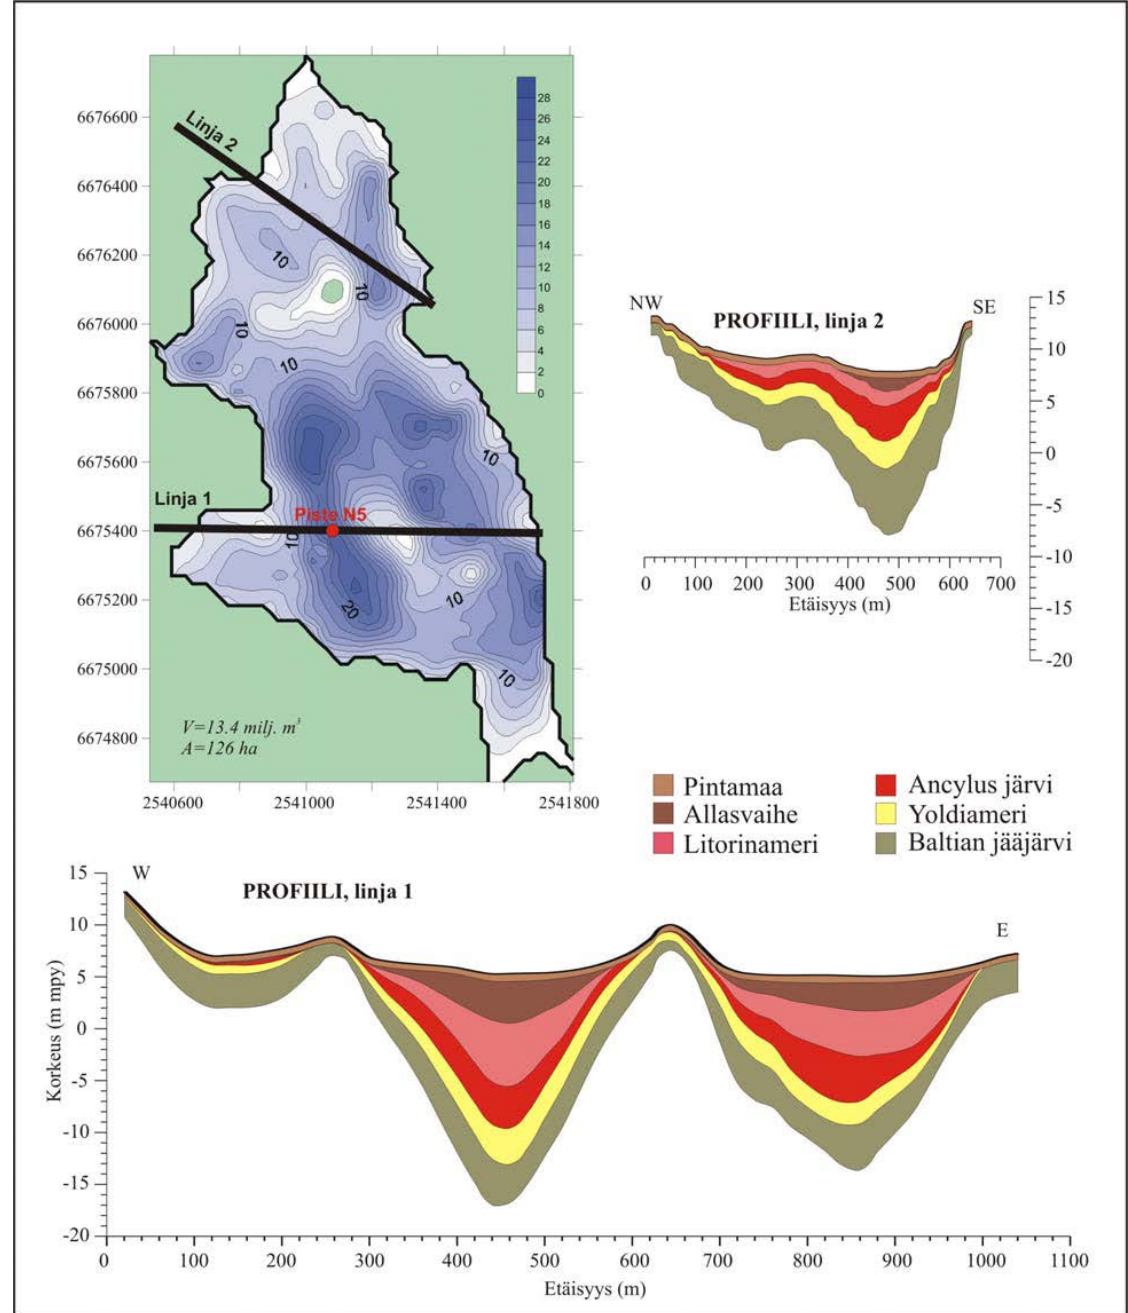 6676600
6676400
6676200
6676000
6675800
6675600
6675400
6675200
6675000
6674800
2540600
2541000
2541400
2541800
Linja 2
28
26
24
22
20
18
16
14
12
10
8
6
4
2
0
10
10
10
10
10
Linja 1
Piste N5
10
20
10
10
V=13.4 milj. m³
A=126 ha
NW
PROFIILI, linja 2
SE
15
10
5
0
-5
-10
-15
-20
0 100 200 300 400 500 600 700
Etäisyys (m)
Pintamaa
Allasvaihe
Litorinameri
Ancylus järvi
Yoldiameri
Baltian jääjärvi
W
PROFIILI, linja 1
E
15
10
5
0
-5
-10
-15
-20
Korkeus (m mpy)
0 100 200 300 400 500 600 700 800 900 1000 1100
Etäisyys (m)